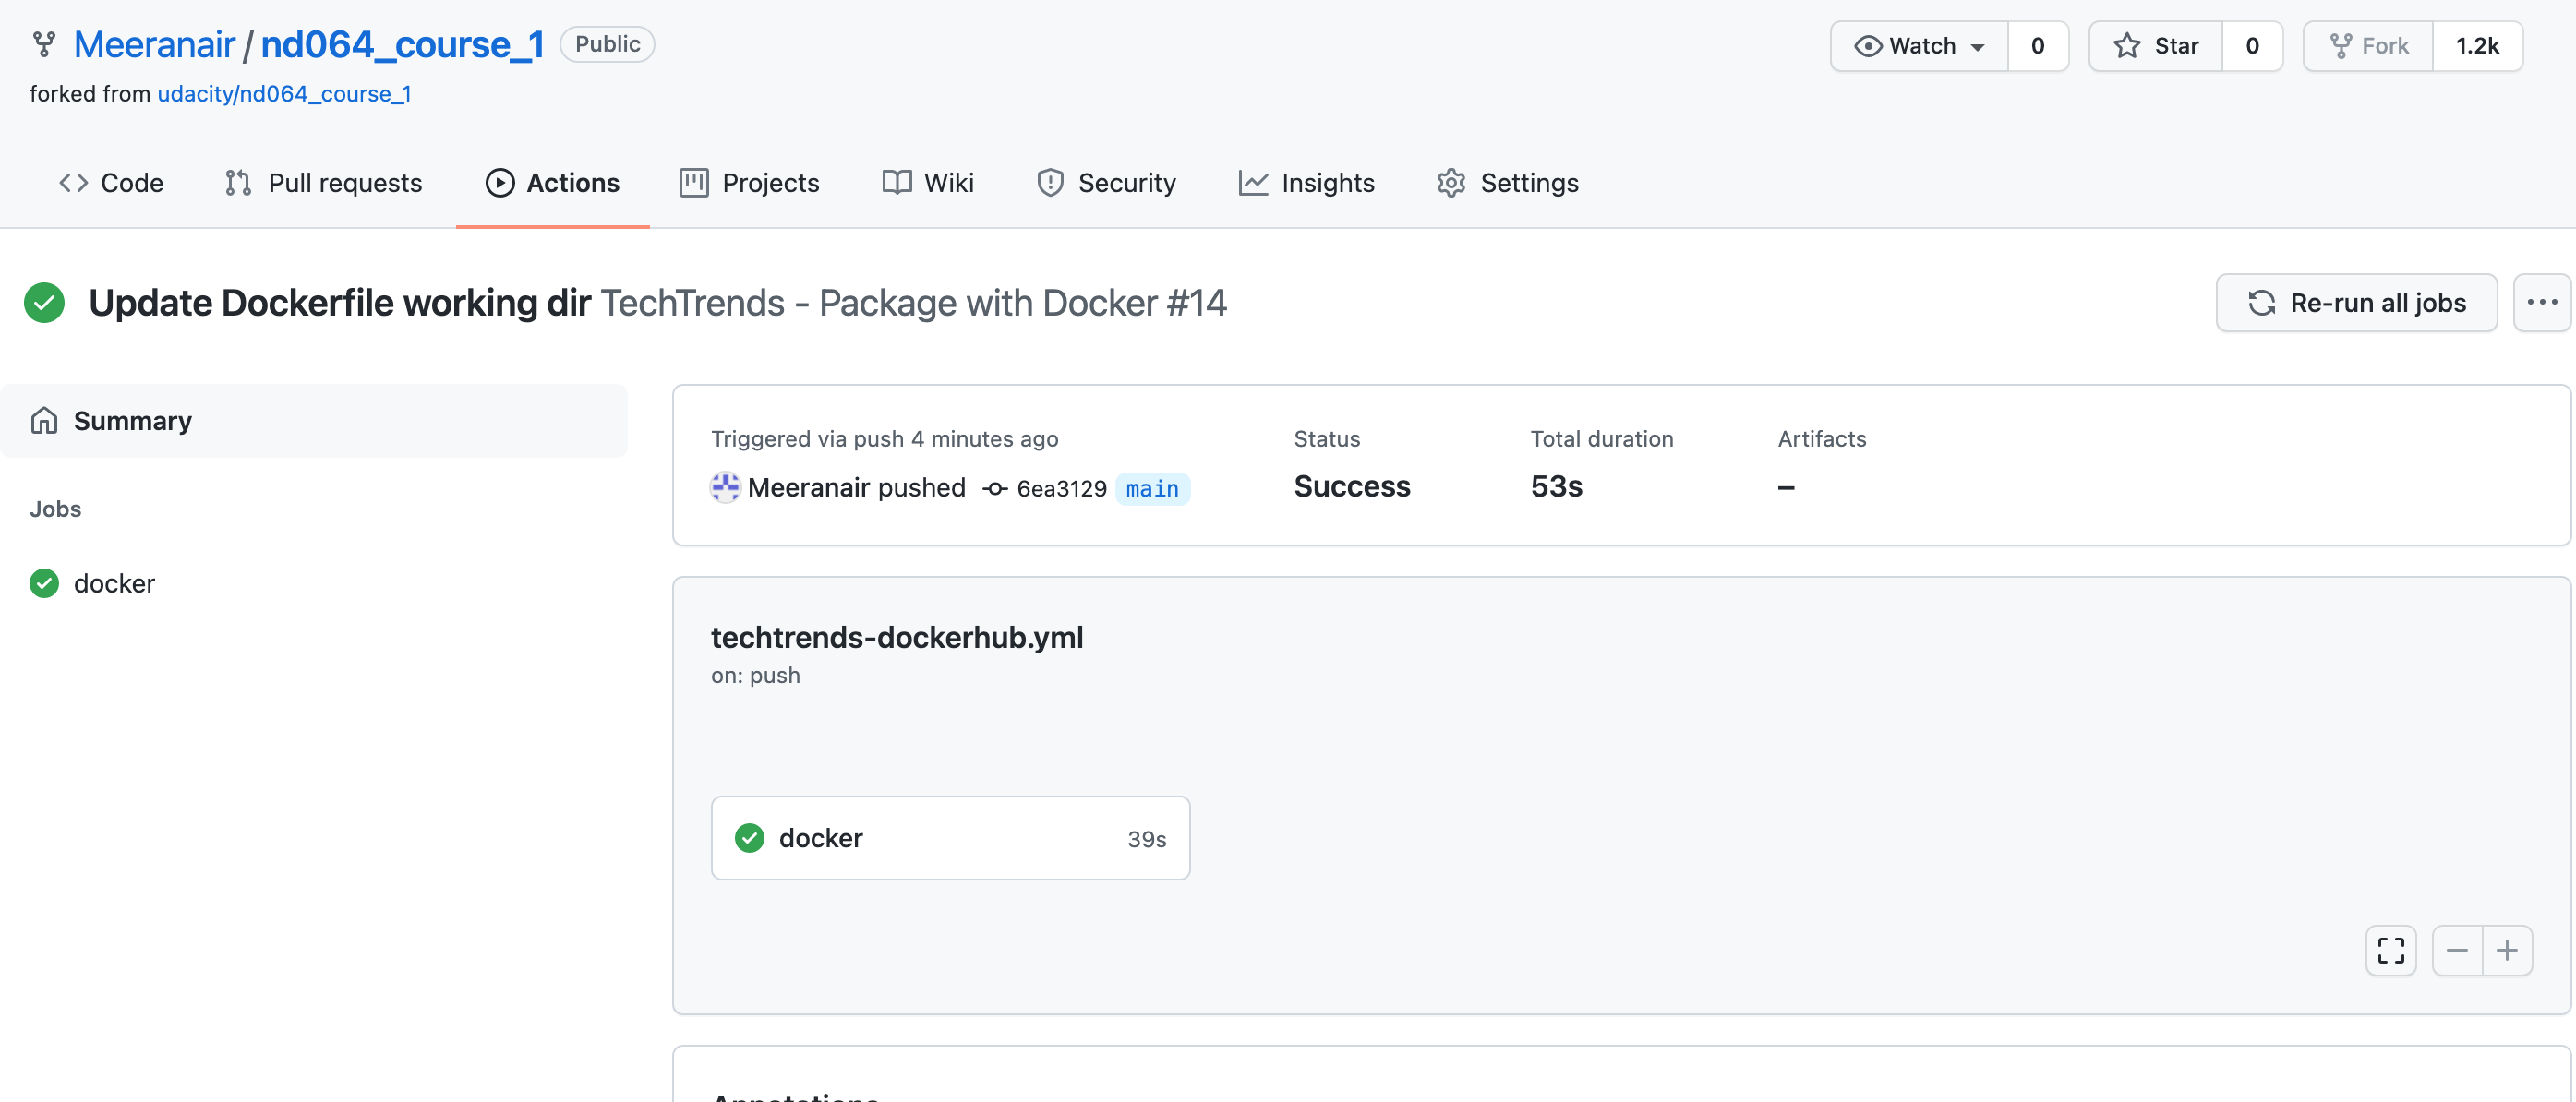 Meeranair / nd064_course_1 Public
Watch 0 Star 0 Fork 1.2k
forked from udacity/nd064_course_1
Code Pull requests Actions Projects Wiki Security Insights Settings
Update Dockerfile working dir TechTrends - Package with Docker #14
Re-run all jobs
Summary
Jobs
docker
Triggered via push 4 minutes ago
Meeranair pushed 6ea3129 main
Status
Success
Total duration
53s
Artifacts
–
techtrends-dockerhub.yml
on: push
docker 39s
Annotations